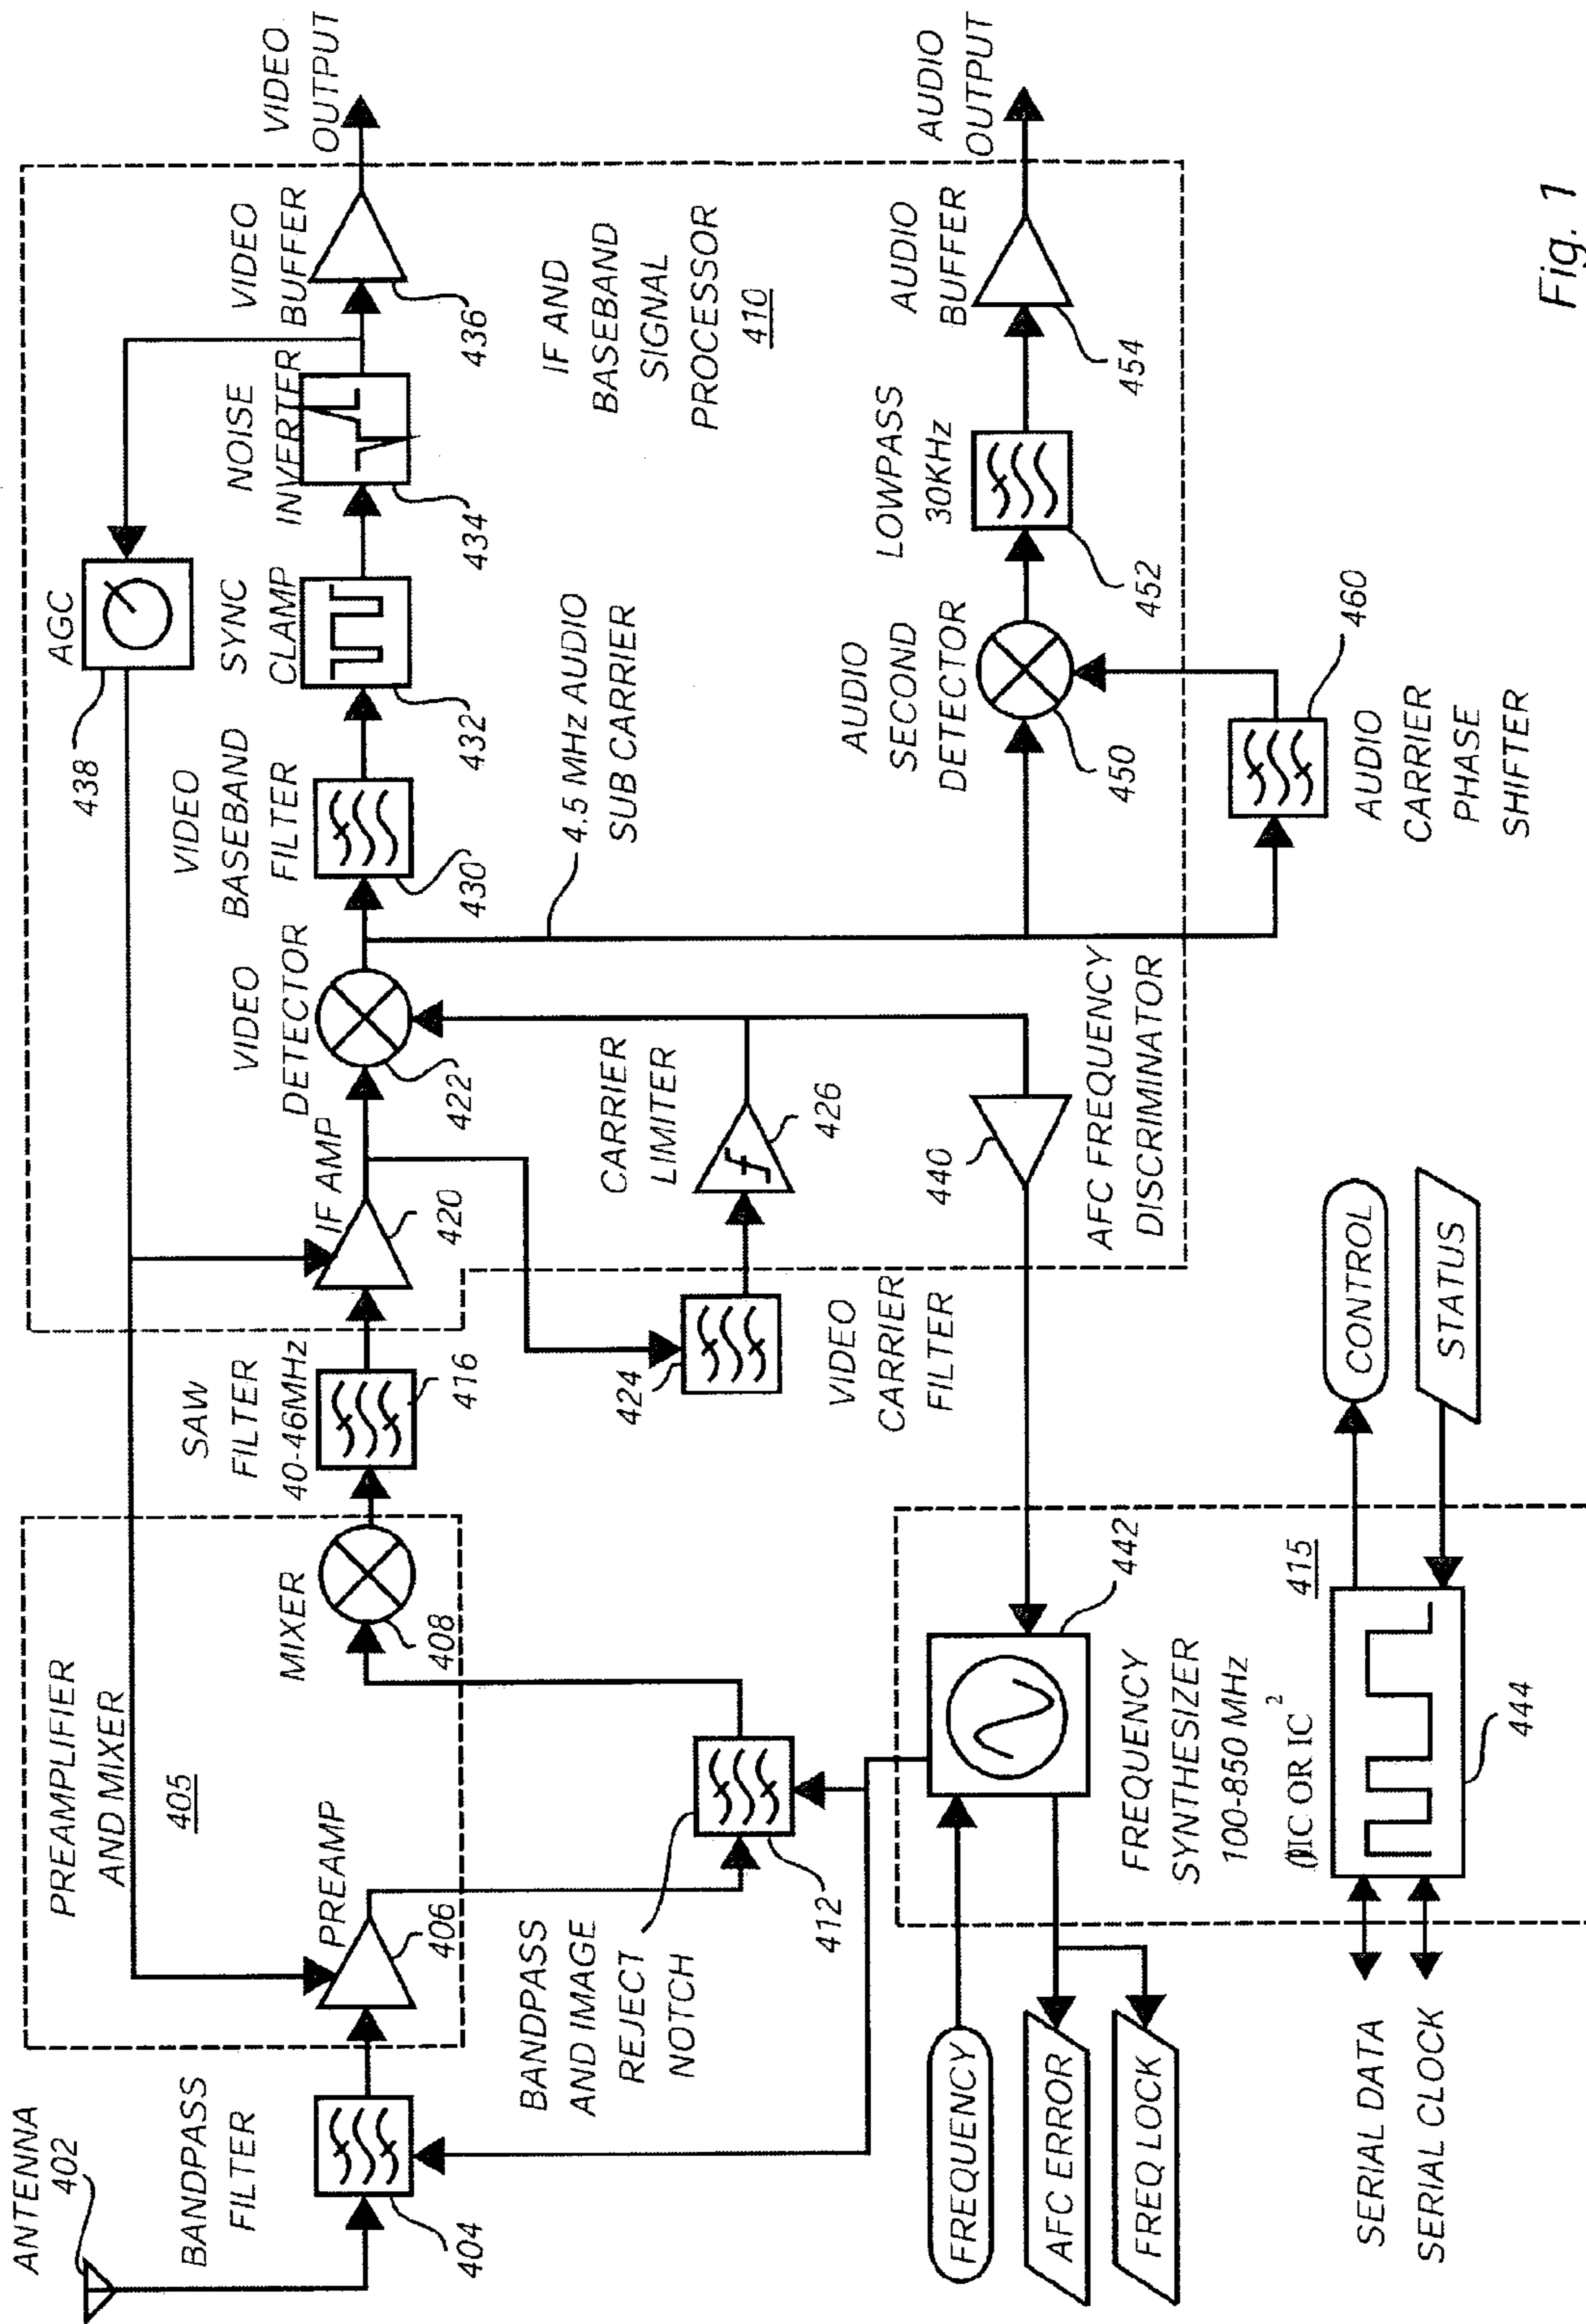 ANTENNA
402
BANDPASS
FILTER
404
PREAMPLIFIER
AND MIXER
405
PREAMP
406
MIXER
408
BANDPASS
AND IMAGE
REJECT
NOTCH
412
SAW
FILTER
40-46MHz
416
AGC
438
IF AMP
420
VIDEO
DETECTOR
422
VIDEO
BASEBAND
FILTER
430
SYNC
CLAMP
432
NOISE
INVERTER
434
VIDEO
BUFFER
436
VIDEO
OUTPUT
IF AND
BASEBAND
SIGNAL
PROCESSOR
410
424
VIDEO
CARRIER
FILTER
CARRIER
LIMITER
426
4.5 MHz AUDIO
SUB CARRIER
440
AFC FREQUENCY
DISCRIMINATOR
AUDIO
SECOND
DETECTOR
450
LOWPASS
30KHz
452
AUDIO
BUFFER
454
AUDIO
OUTPUT
460
AUDIO
CARRIER
PHASE
SHIFTER
FREQUENCY
AFC ERROR
FREQ LOCK
442
FREQUENCY
SYNTHESIZER
100-850 MHz
(IIC OR IC²
415
444
SERIAL DATA
SERIAL CLOCK
CONTROL
STATUS
Fig. 1